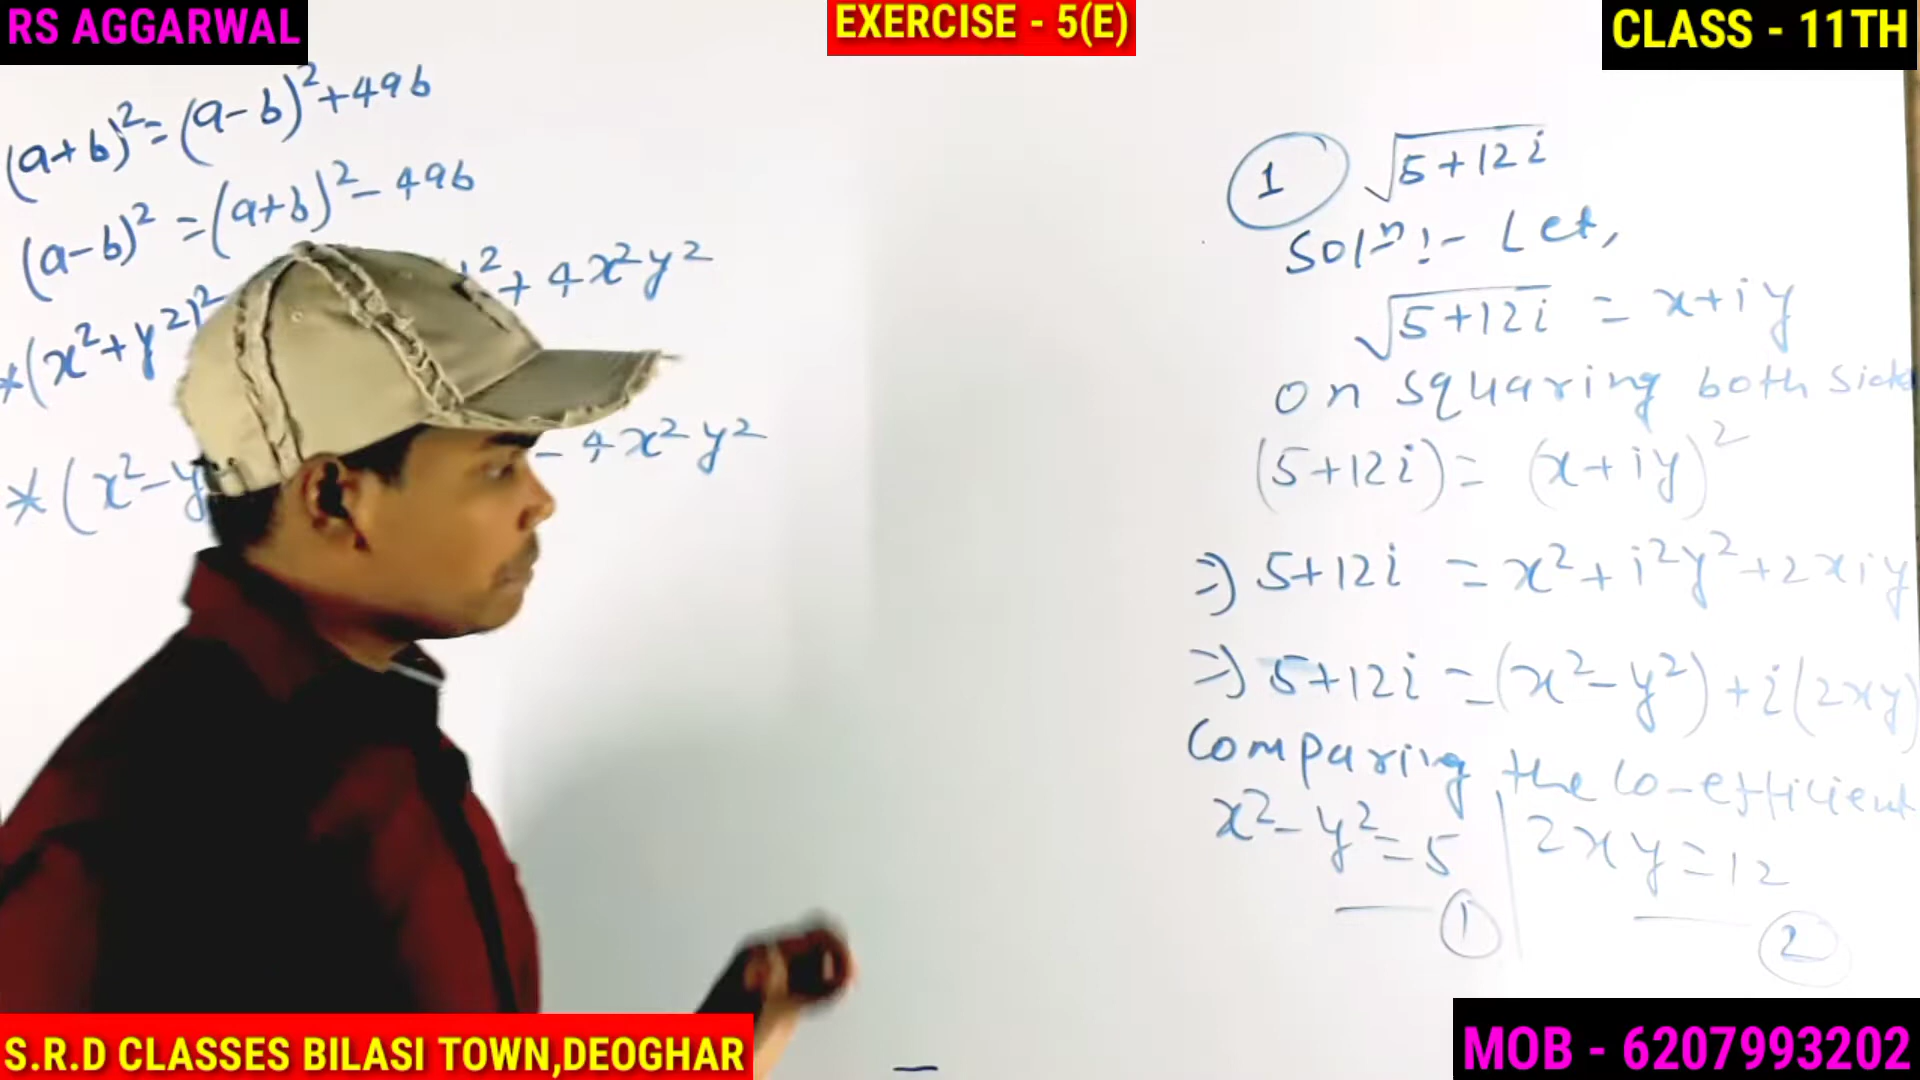 RS AGGARWAL
EXERCISE - 5(E)
CLASS - 11TH
(a+b)²=(a-b)²+4ab
(a-b)²=(a+b)²-4ab
*(x²+y²)² ²+4x²y²
*(x²-y -4x²y²
1 √5+12i
Solⁿ:- Let,
√5+12i = x+iy
on squaring both side
(5+12i)= (x+iy)²
=> 5+12i = x²+i²y²+2xiy
=> 5+12i =(x²-y²)+i(2xy)
Comparing the co-efficient
x²-y²=5 | 2xy=12
— 1 — 2
S.R.D CLASSES BILASI TOWN,DEOGHAR
MOB - 6207993202